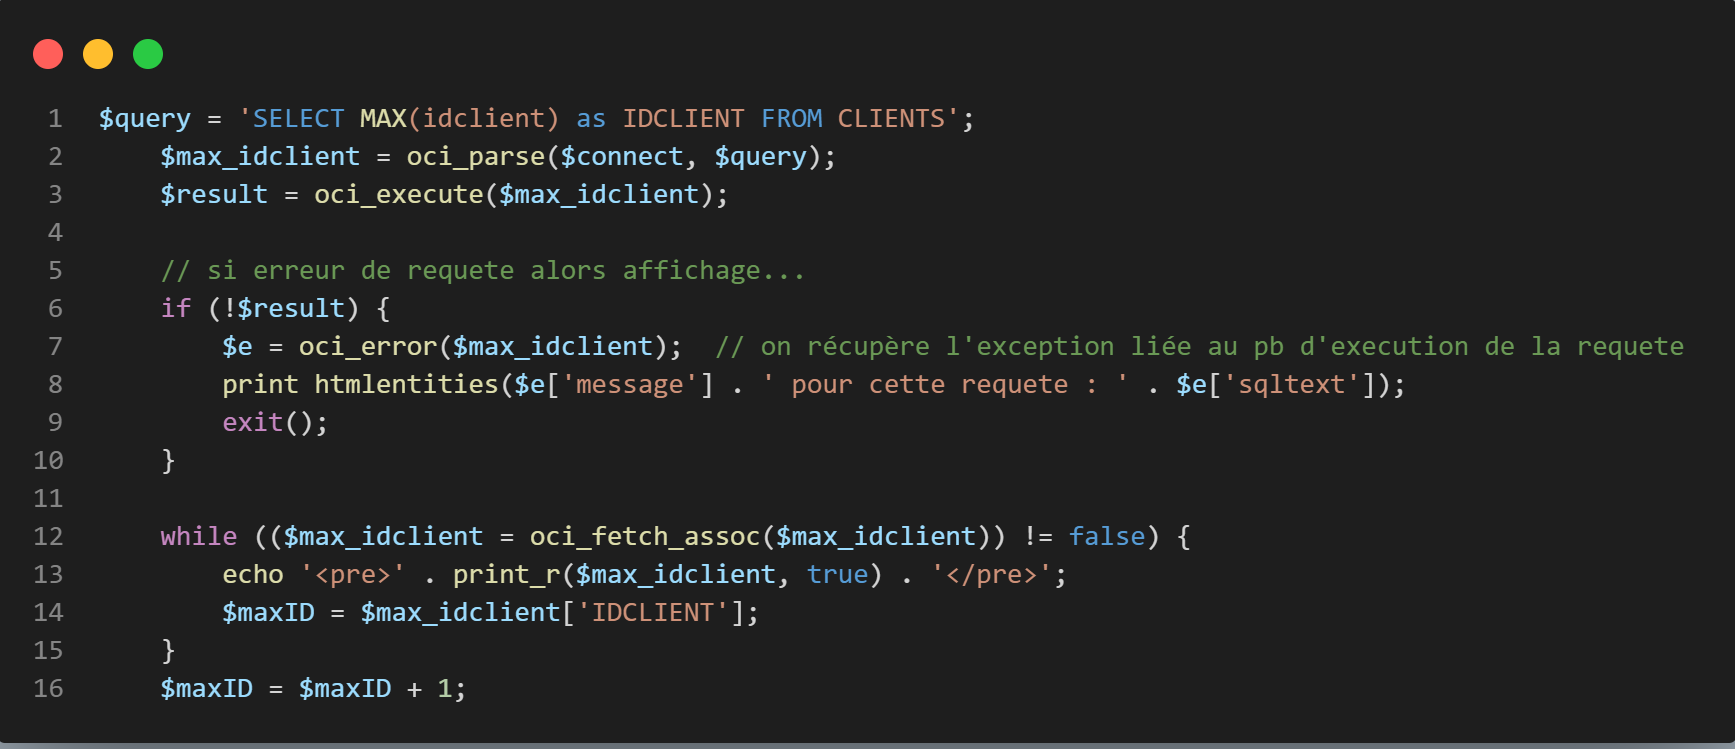 1 $query = 'SELECT MAX(idclient) as IDCLIENT FROM CLIENTS';
2     $max_idclient = oci_parse($connect, $query);
3     $result = oci_execute($max_idclient);
4
5     // si erreur de requete alors affichage...
6     if (!$result) {
7         $e = oci_error($max_idclient);  // on récupère l'exception liée au pb d'execution de la requete
8         print htmlentities($e['message'] . ' pour cette requete : ' . $e['sqltext']);
9         exit();
10     }
11
12     while (($max_idclient = oci_fetch_assoc($max_idclient)) != false) {
13         echo '<pre>' . print_r($max_idclient, true) . '</pre>';
14         $maxID = $max_idclient['IDCLIENT'];
15     }
16     $maxID = $maxID + 1;